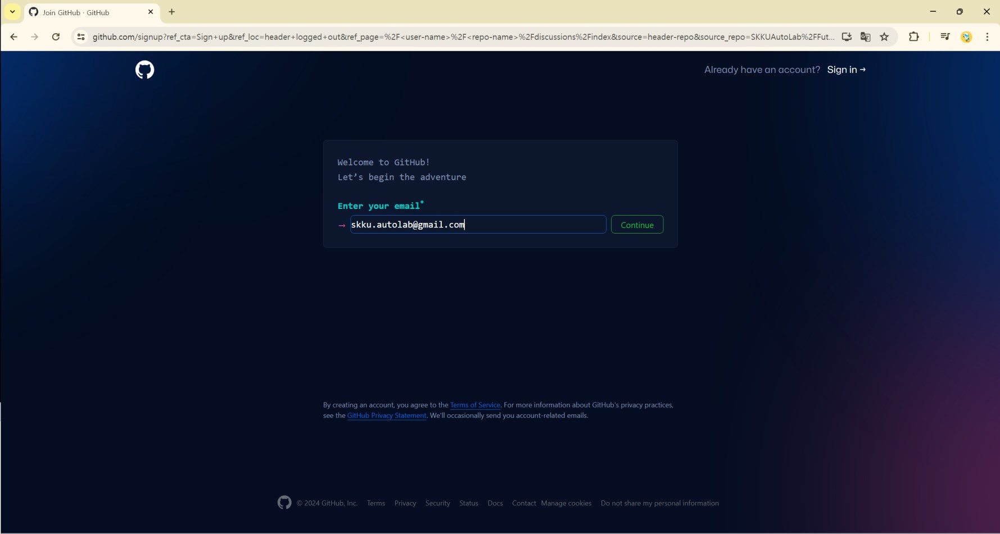 Join GitHub · GitHub
github.com/signup?ref_cta=Sign+up&ref_loc=header+logged+out&ref_page=%2F<user-name>%2F<repo-name>%2Fdiscussions%2Findex&source=header-repo&source_repo=SKKUAutoLab%2FFut...
Already have an account? Sign in →
Welcome to GitHub!
Let’s begin the adventure
Enter your email*
→ skku.autolab@gmail.com Continue
By creating an account, you agree to the Terms of Service. For more information about GitHub's privacy practices,
see the GitHub Privacy Statement. We'll occasionally send you account-related emails.
© 2024 GitHub, Inc. Terms Privacy Security Status Docs Contact Manage cookies Do not share my personal information